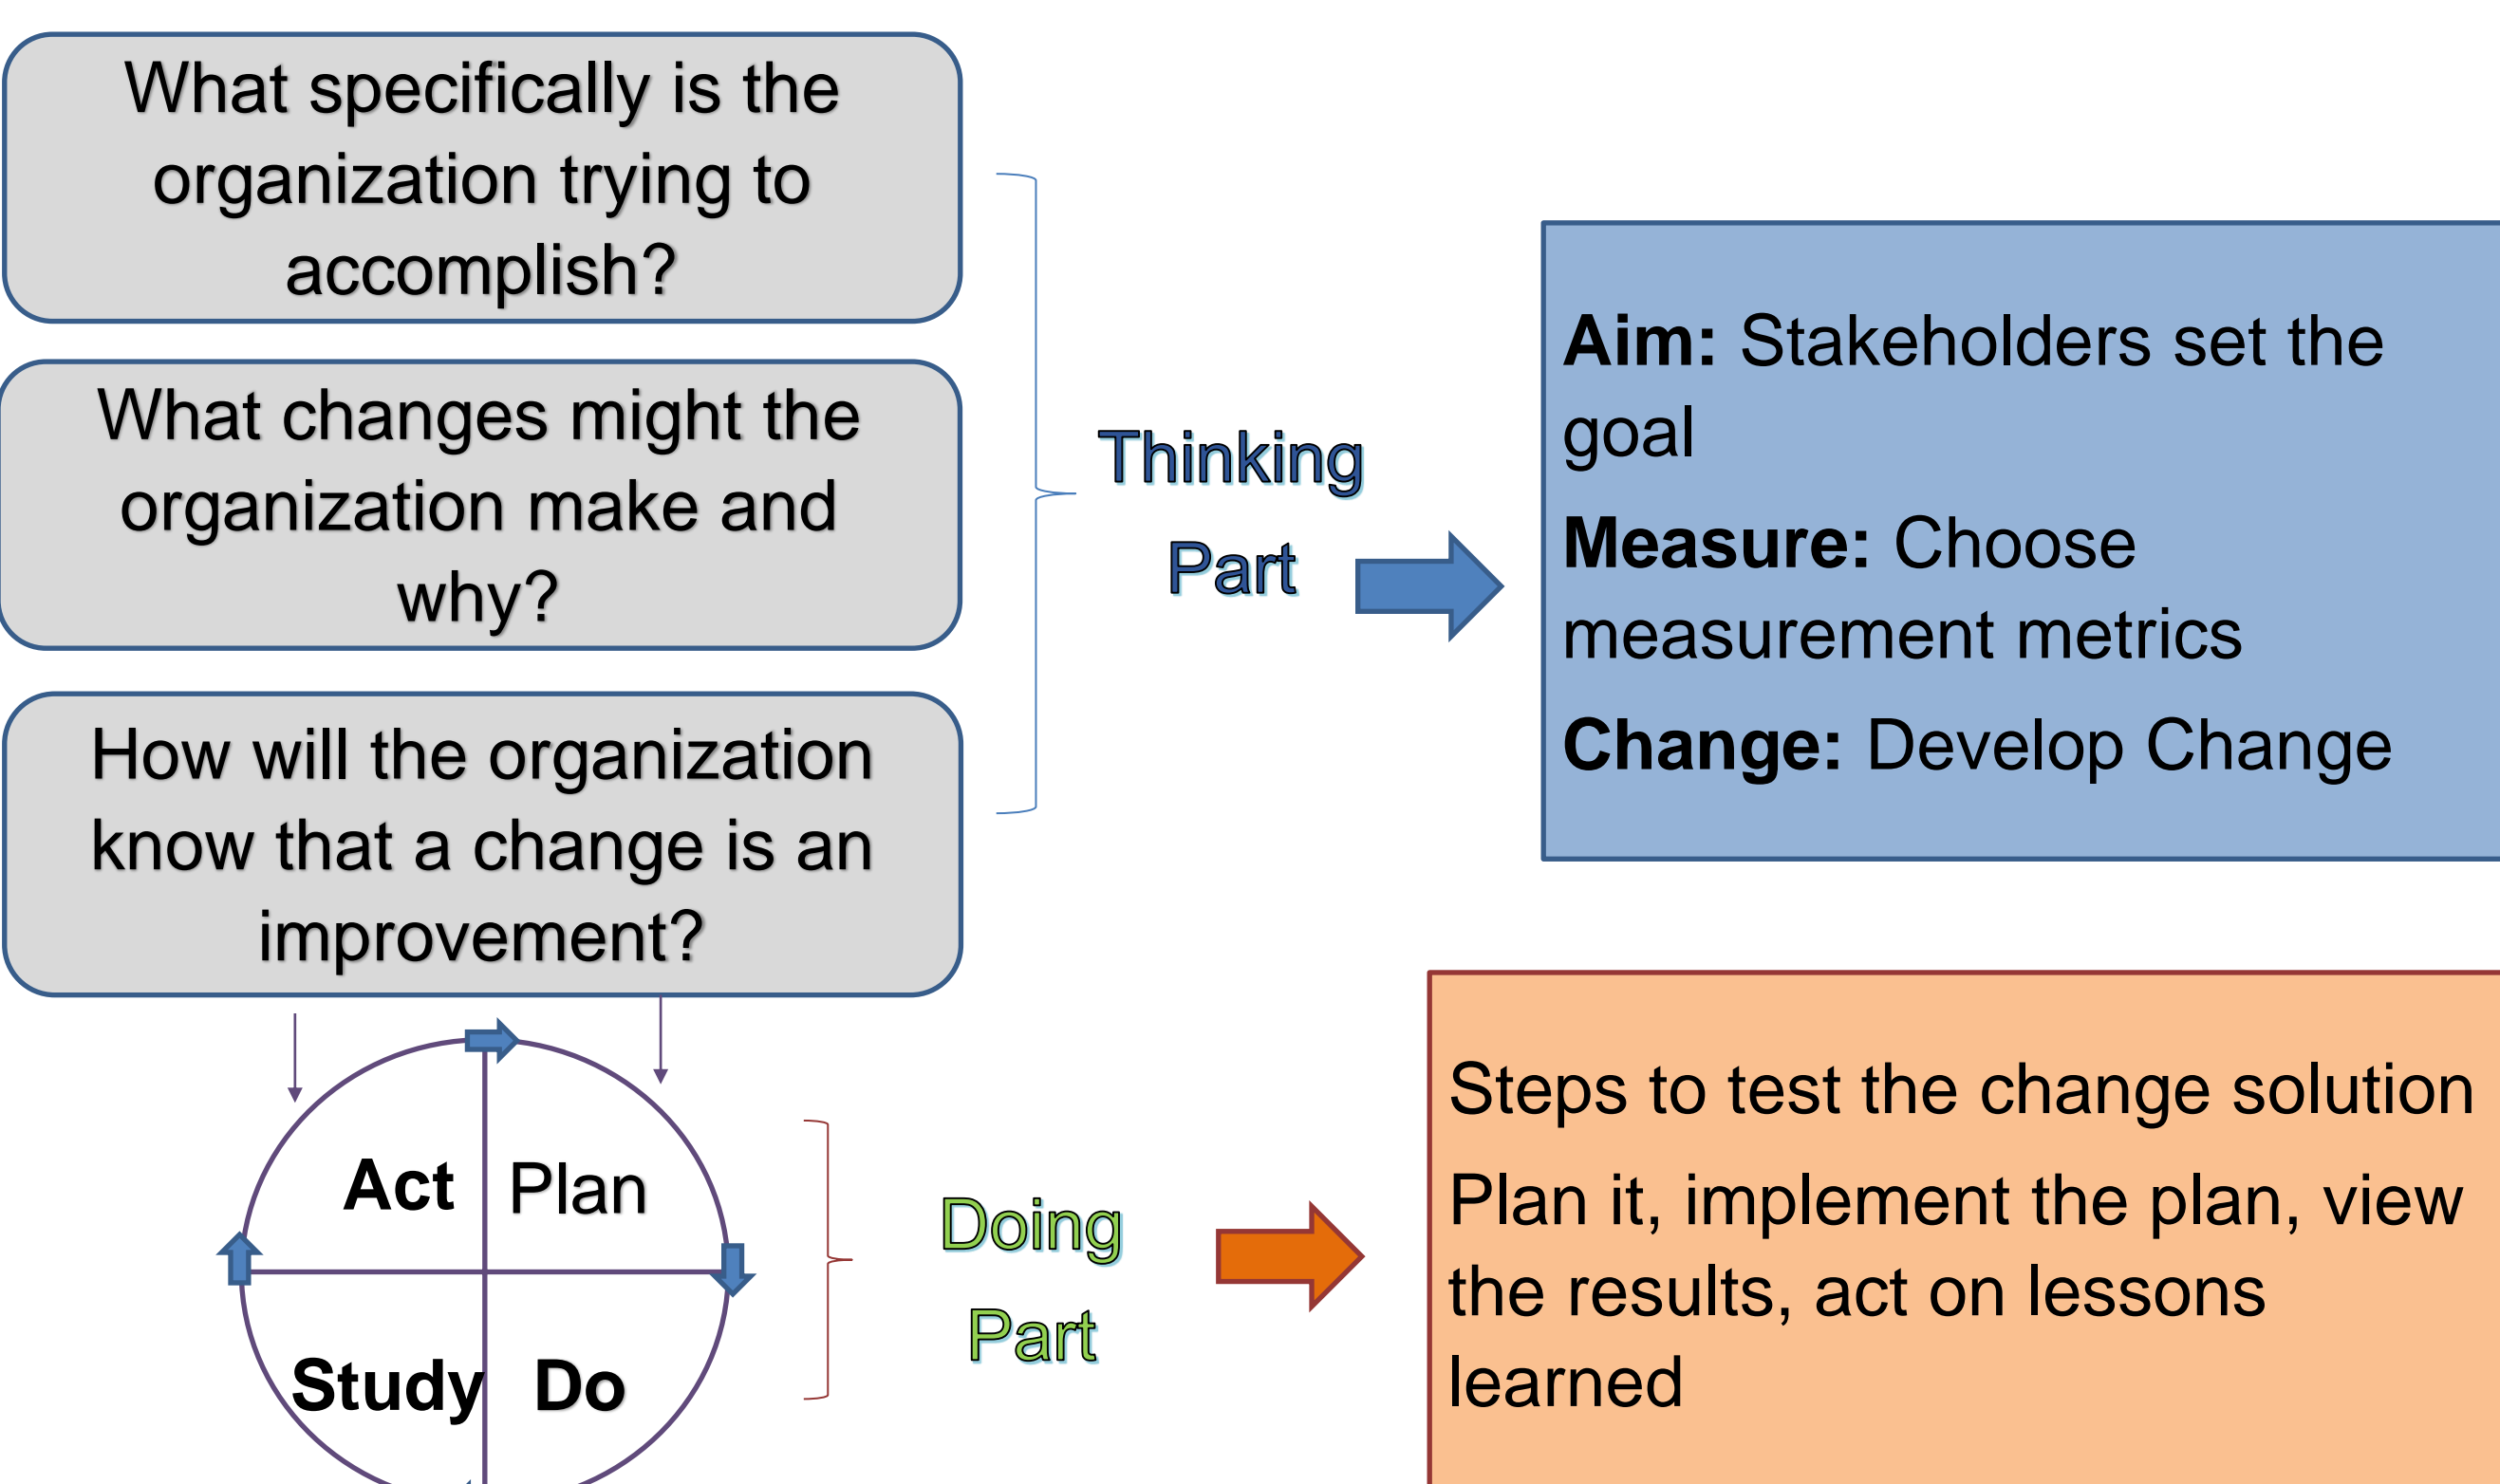 What specifically is the
organization trying to
accomplish?
What changes might the
organization make and
why?
How will the organization
know that a change is an
improvement?
Thinking
Part
Aim: Stakeholders set the
goal
Measure: Choose
measurement metrics
Change: Develop Change
Act
Plan
Study
Do
Doing
Part
Steps to test the change solution
Plan it, implement the plan, view
the results, act on lessons
learned